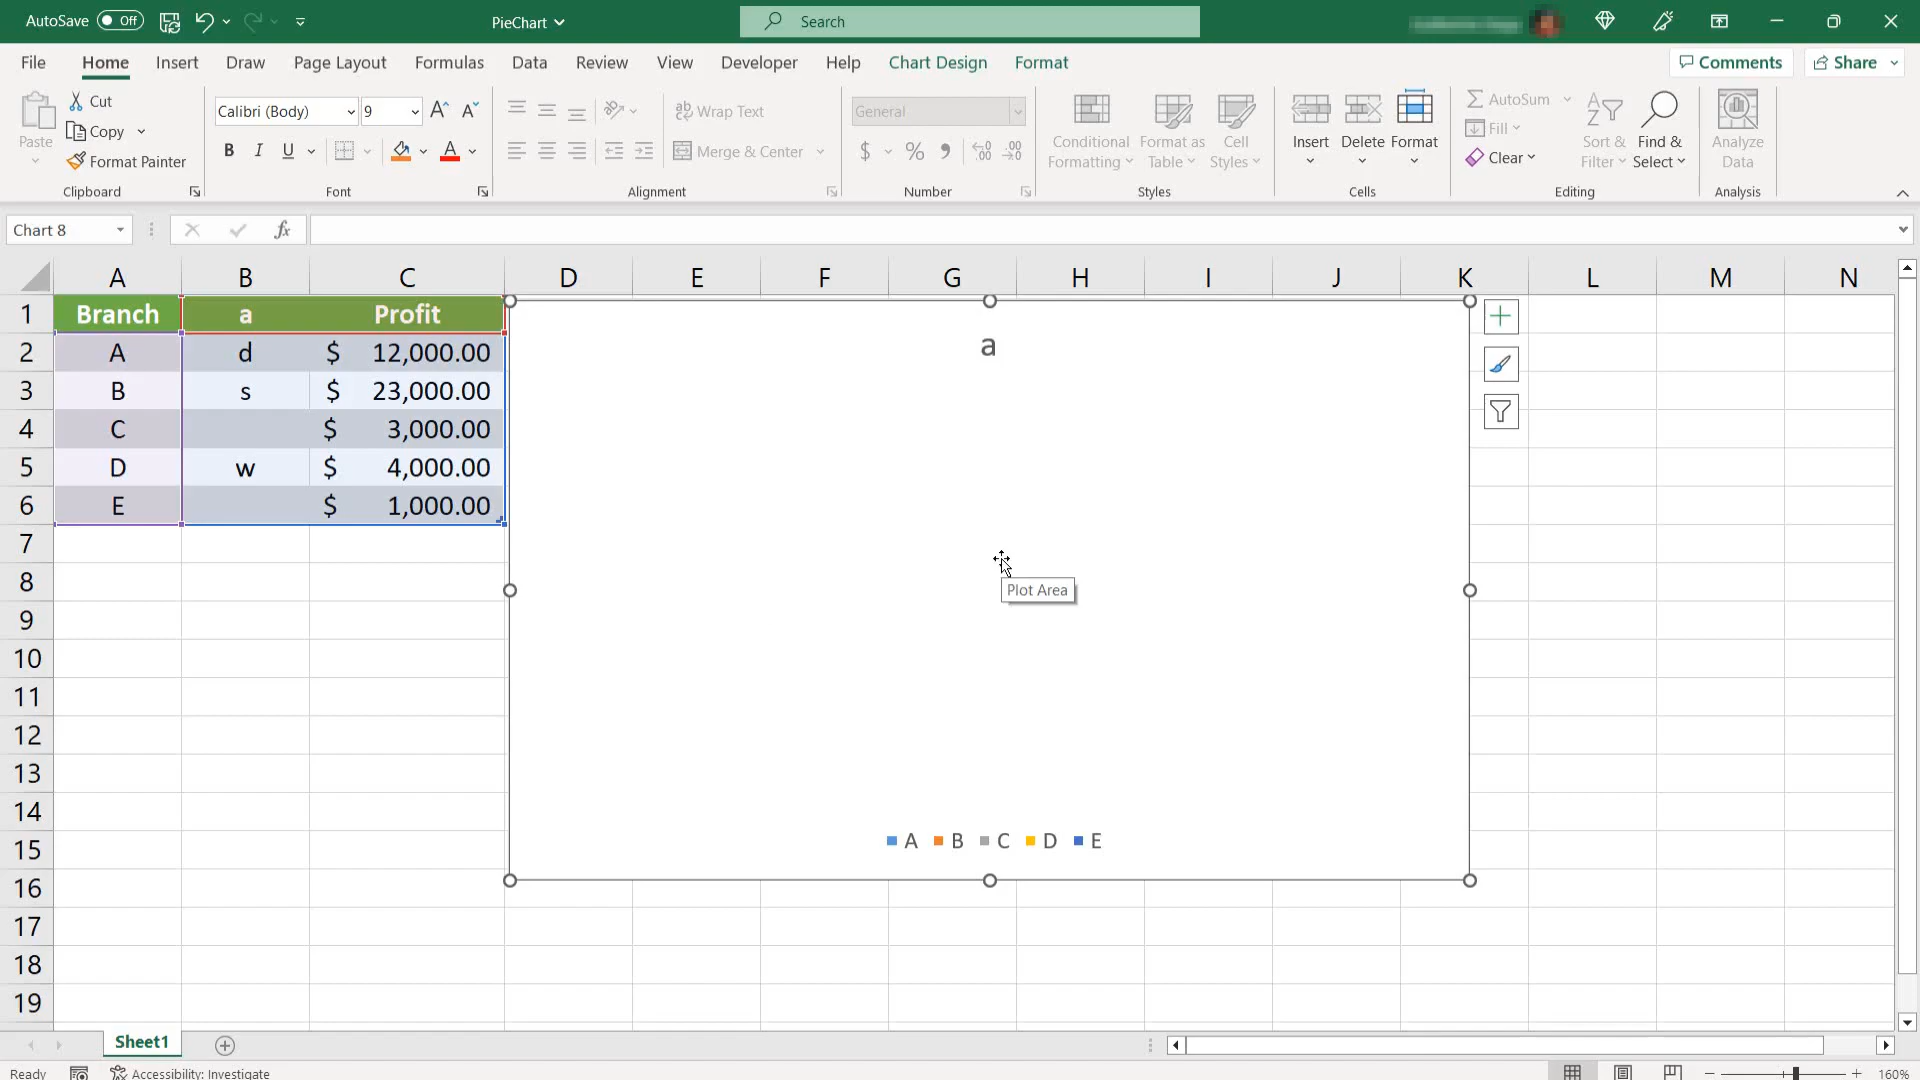 AutoSave Off PieChart Search
File Home Insert Draw Page Layout Formulas Data Review View Developer Help Chart Design Format Comments Share
Paste Cut Copy Format Painter
Clipboard
Calibri (Body) 9 A^ A˅
B I U A
Font
ab Wrap Text
Merge & Center
Alignment
General
$ % 9 .00 .00
Number
Conditional Formatting Format as Table Cell Styles
Styles
Insert Delete Format
Cells
AutoSum Fill Clear Sort & Filter Find & Select
Editing
Analyze Data
Analysis
Chart 8 fx
A B C D E F G H I J K L M N
1 Branch a Profit
2 A d $ 12,000.00
3 B s $ 23,000.00
4 C $ 3,000.00
5 D w $ 4,000.00
6 E $ 1,000.00
7
8
9
10
11
12
13
14
15
16
17
18
19
a
Plot Area
A B C D E
Sheet1
Ready Accessibility: Investigate 160%